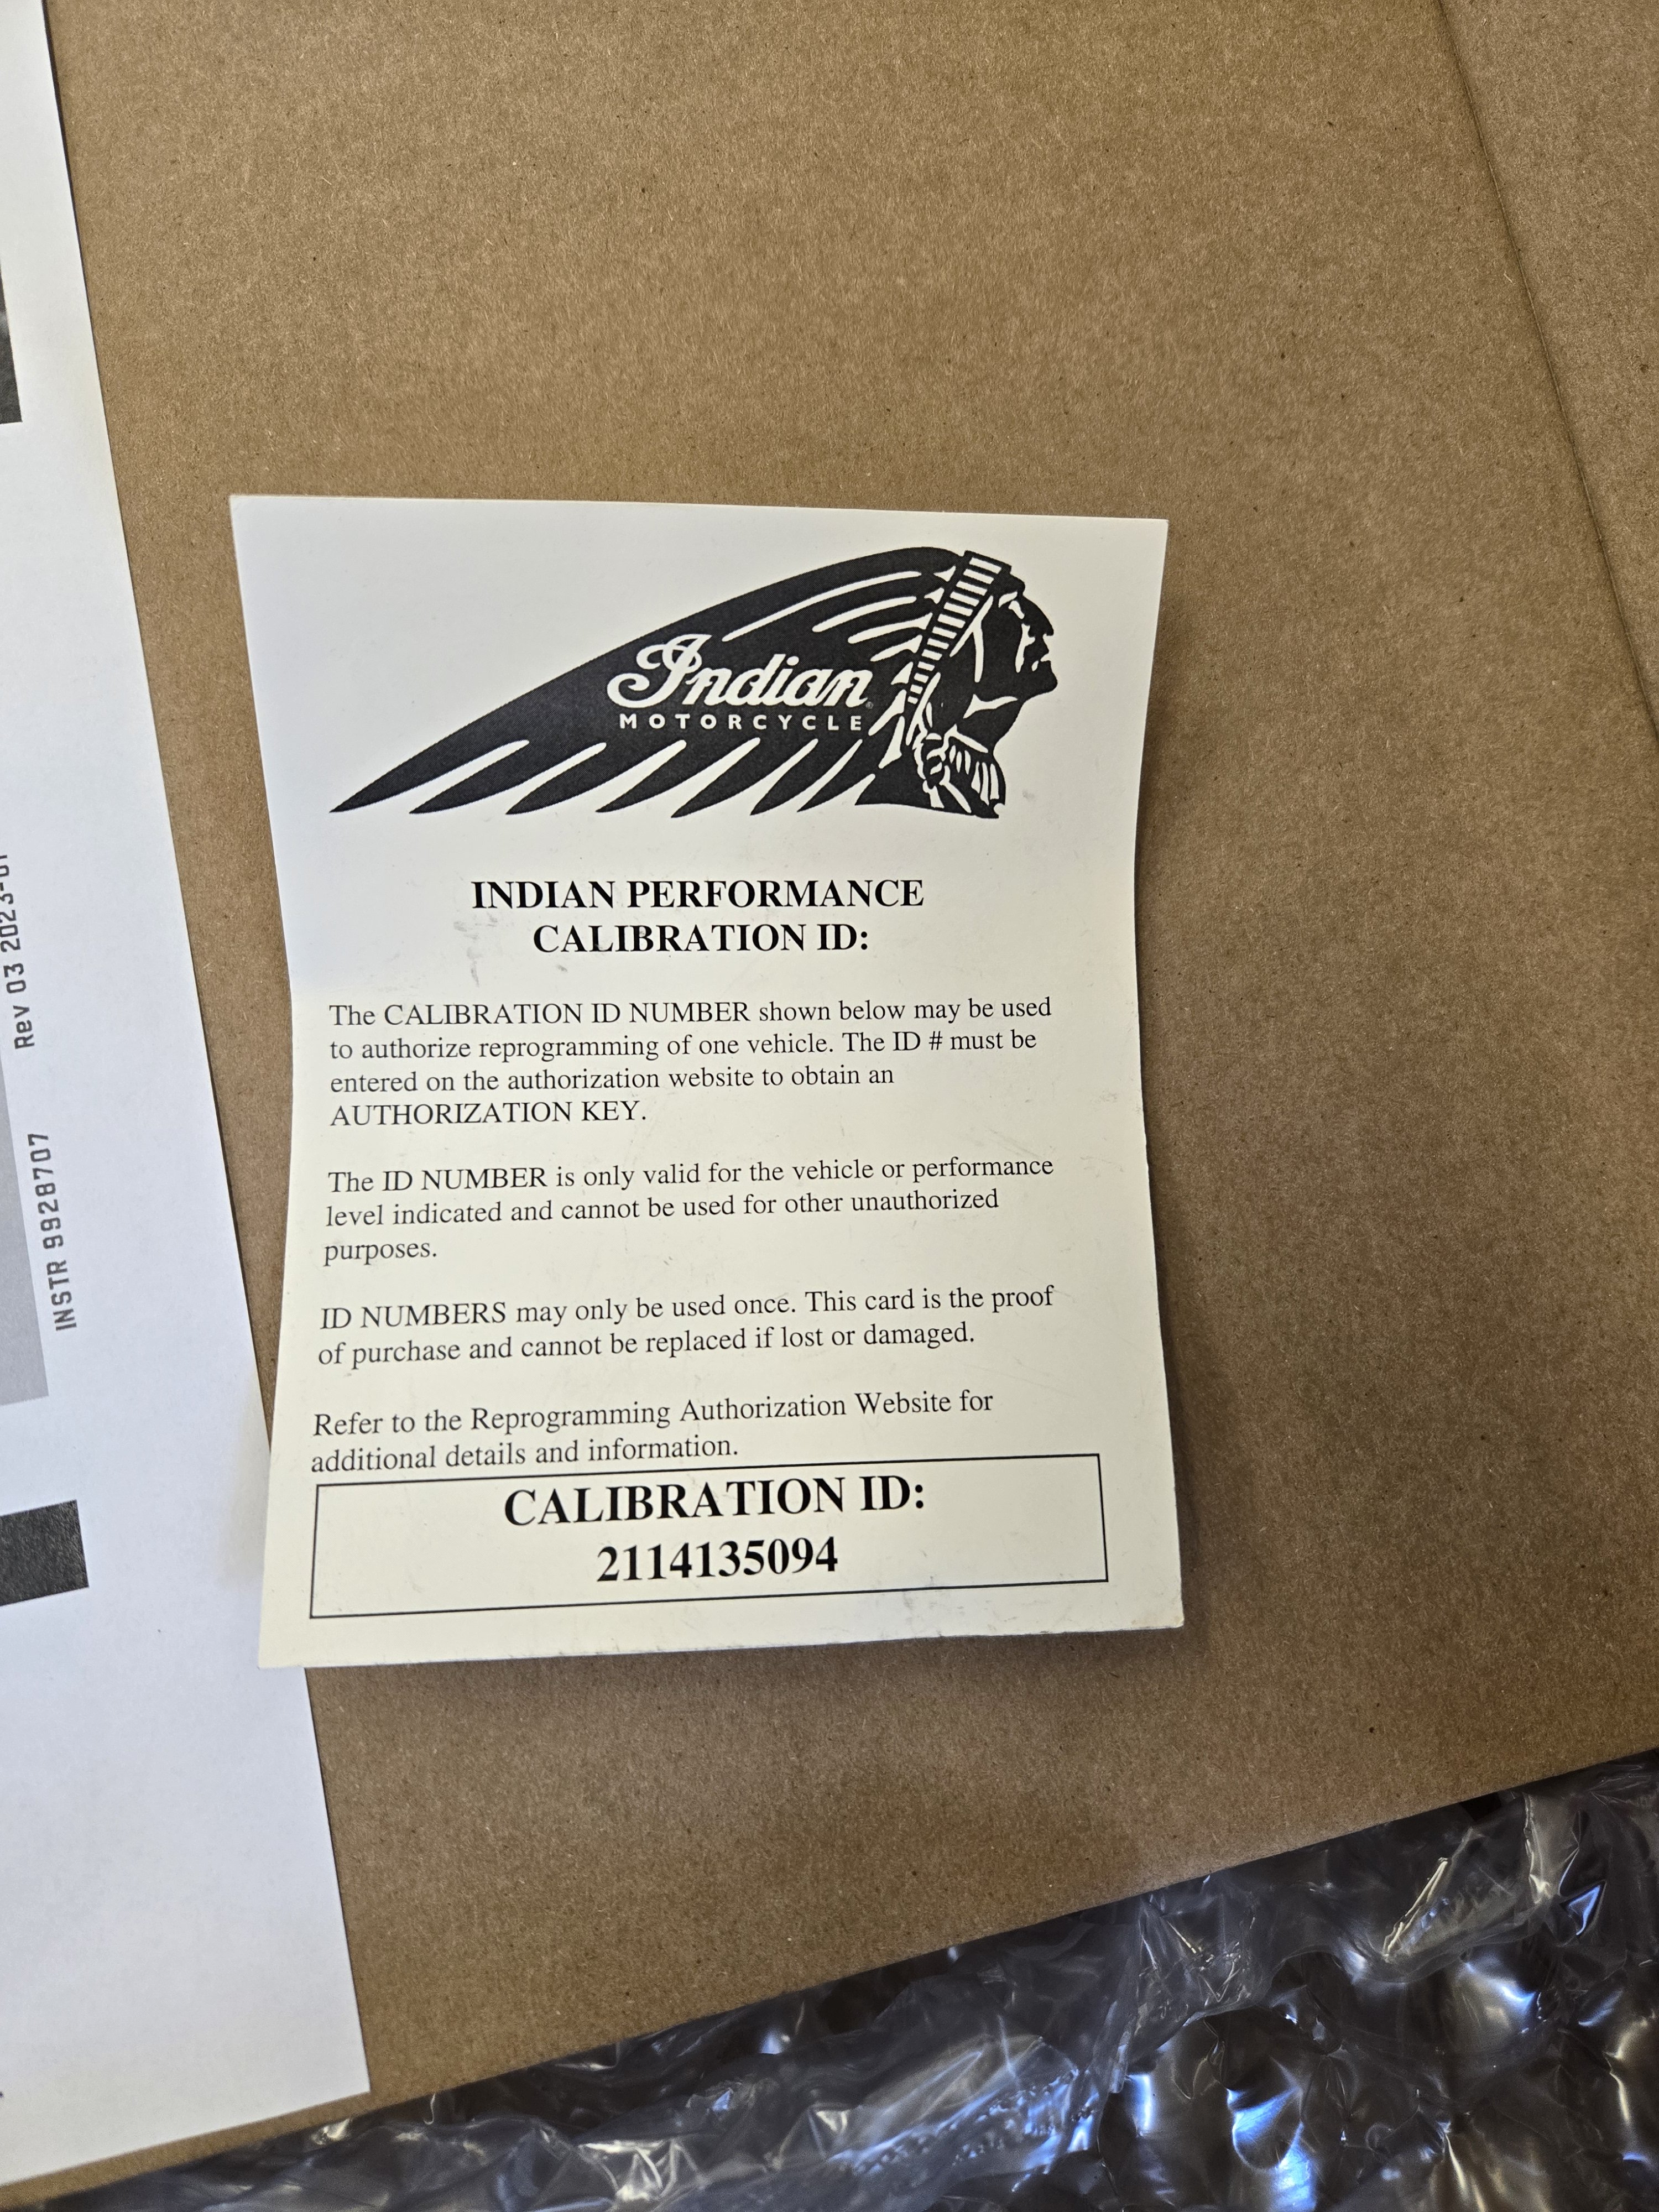 Indian
MOTORCYCLE
INDIAN PERFORMANCE
CALIBRATION ID:
The CALIBRATION ID NUMBER shown below may be used
to authorize reprogramming of one vehicle. The ID # must be
entered on the authorization website to obtain an
AUTHORIZATION KEY.
The ID NUMBER is only valid for the vehicle or performance
level indicated and cannot be used for other unauthorized
purposes.
ID NUMBERS may only be used once. This card is the proof
of purchase and cannot be replaced if lost or damaged.
Refer to the Reprogramming Authorization Website for
additional details and information.
CALIBRATION ID:
2114135094
INSTR 9928707 Rev 03 2023-01